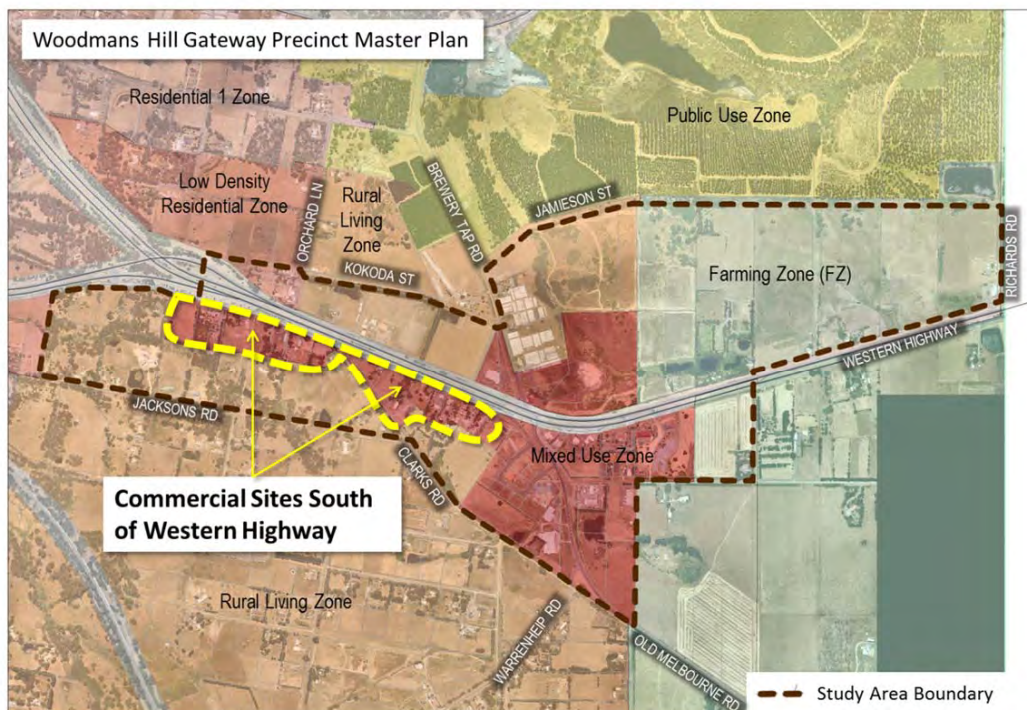 Woodmans Hill Gateway Precinct Master Plan
Residential 1 Zone
Public Use Zone
Low Density
Residential Zone
ORCHARD LN
Rural
Living
Zone
BREWERY TAP RD
JAMIESON ST
KOKODA ST
Farming Zone (FZ)
RICHARDS RD
WESTERN HIGHWAY
JACKSONS RD
CLARKS RD
Mixed Use Zone
Commercial Sites South
of Western Highway
Rural Living Zone
WARRENHEIP RD
OLD MELBOURNE RD
Study Area Boundary